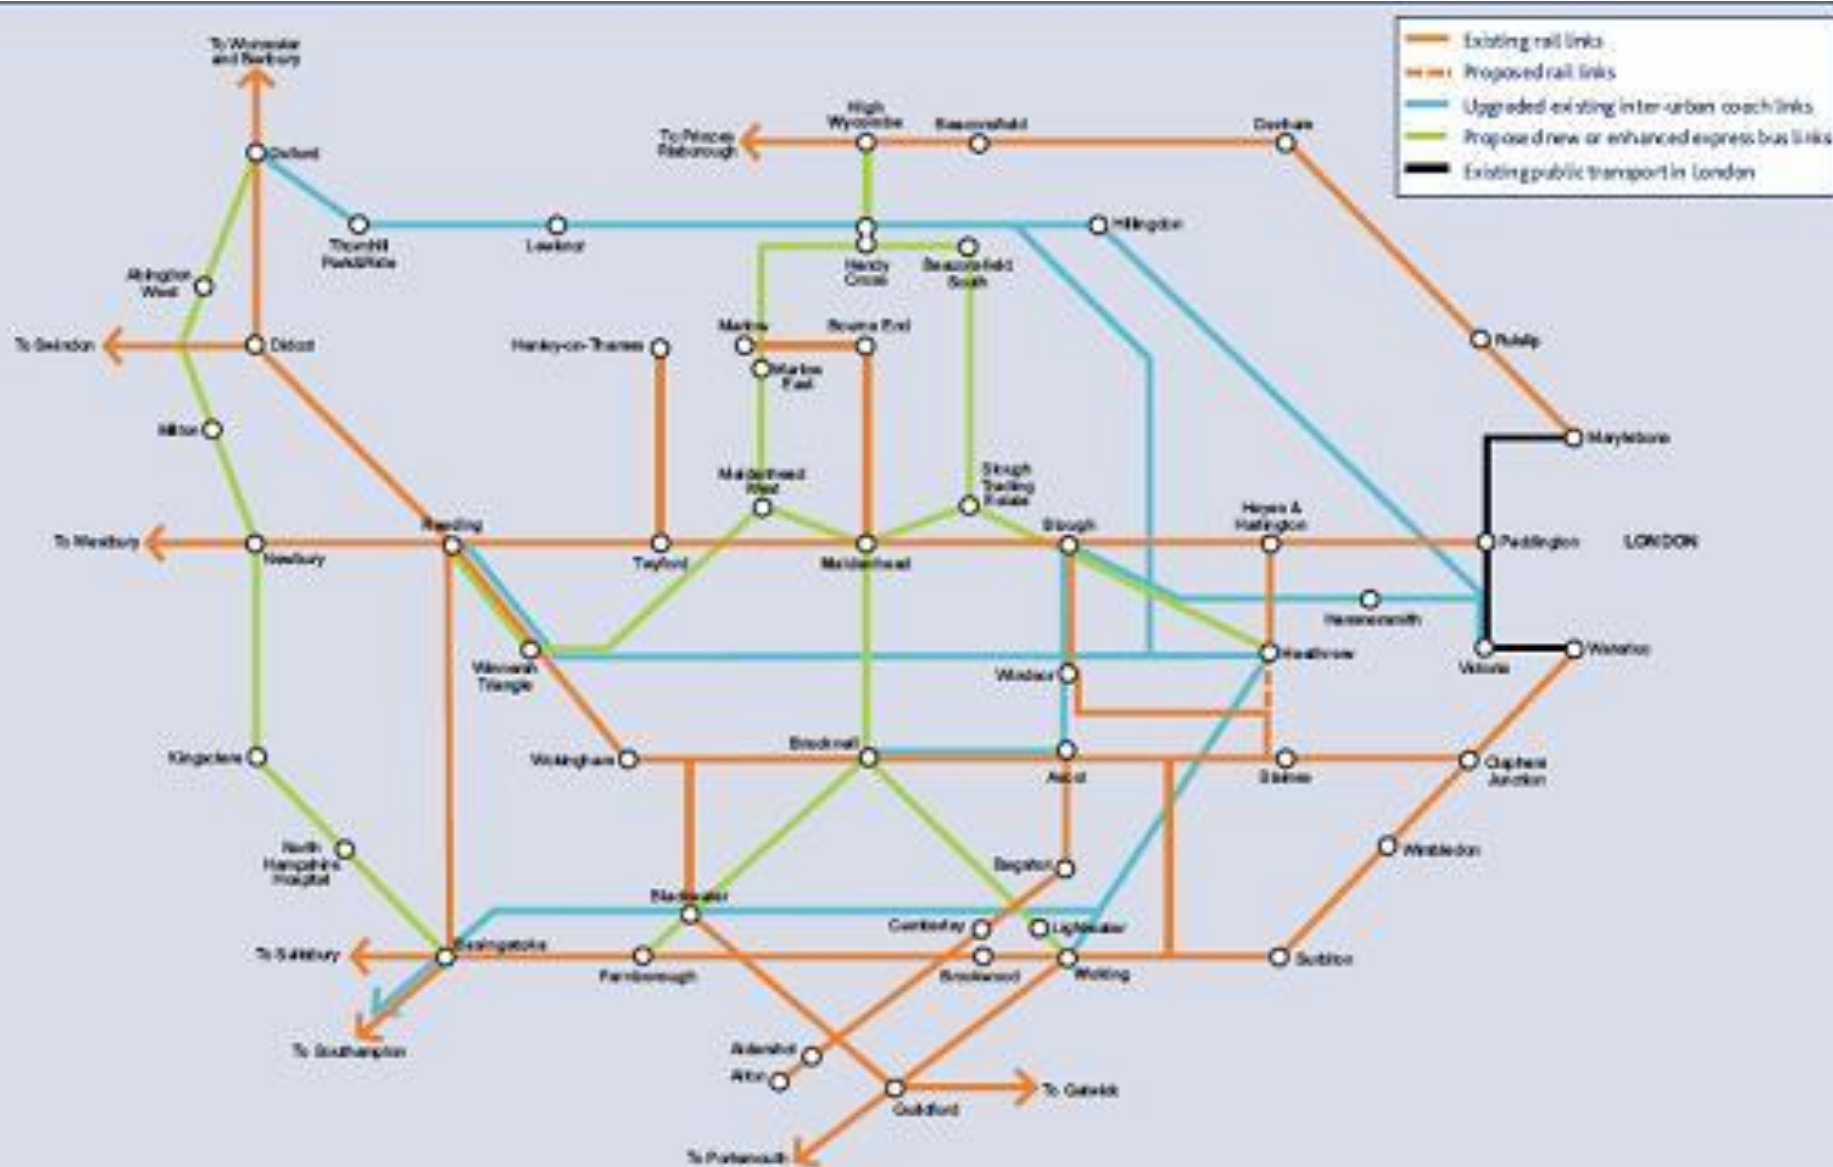 To Worcester
and Banbury
Existing rail links
Proposed rail links
Upgraded existing inter-urban coach links
Proposed new or enhanced express bus links
Existing public transport in London
High
Wycombe
Beaconsfield
Denham
To Princes
Risborough
Oxford
Thornhill
Park&Ride
Lewknor
Handy
Cross
Beaconsfield
South
Hillingdon
Abingdon
West
To Swindon
Didcot
Henley-on-Thames
Marlow
Bourne End
Marlow
East
Ruislip
Milton
Marylebone
Maidenhead
West
Slough
Trading
Estate
To Westbury
Newbury
Reading
Twyford
Maidenhead
Slough
Hayes &
Harlington
Paddington
LONDON
Hammersmith
Winnersh
Triangle
Windsor
Heathrow
Victoria
Waterloo
Kingsclere
Wokingham
Bracknell
Ascot
Staines
Clapham
Junction
North
Hampshire
Hospital
Bagshot
Wimbledon
Blackwater
Camberley
Lightwater
To Salisbury
Basingstoke
Farnborough
Brookwood
Woking
Surbiton
To Southampton
Aldershot
Alton
Guildford
To Gatwick
To Portsmouth